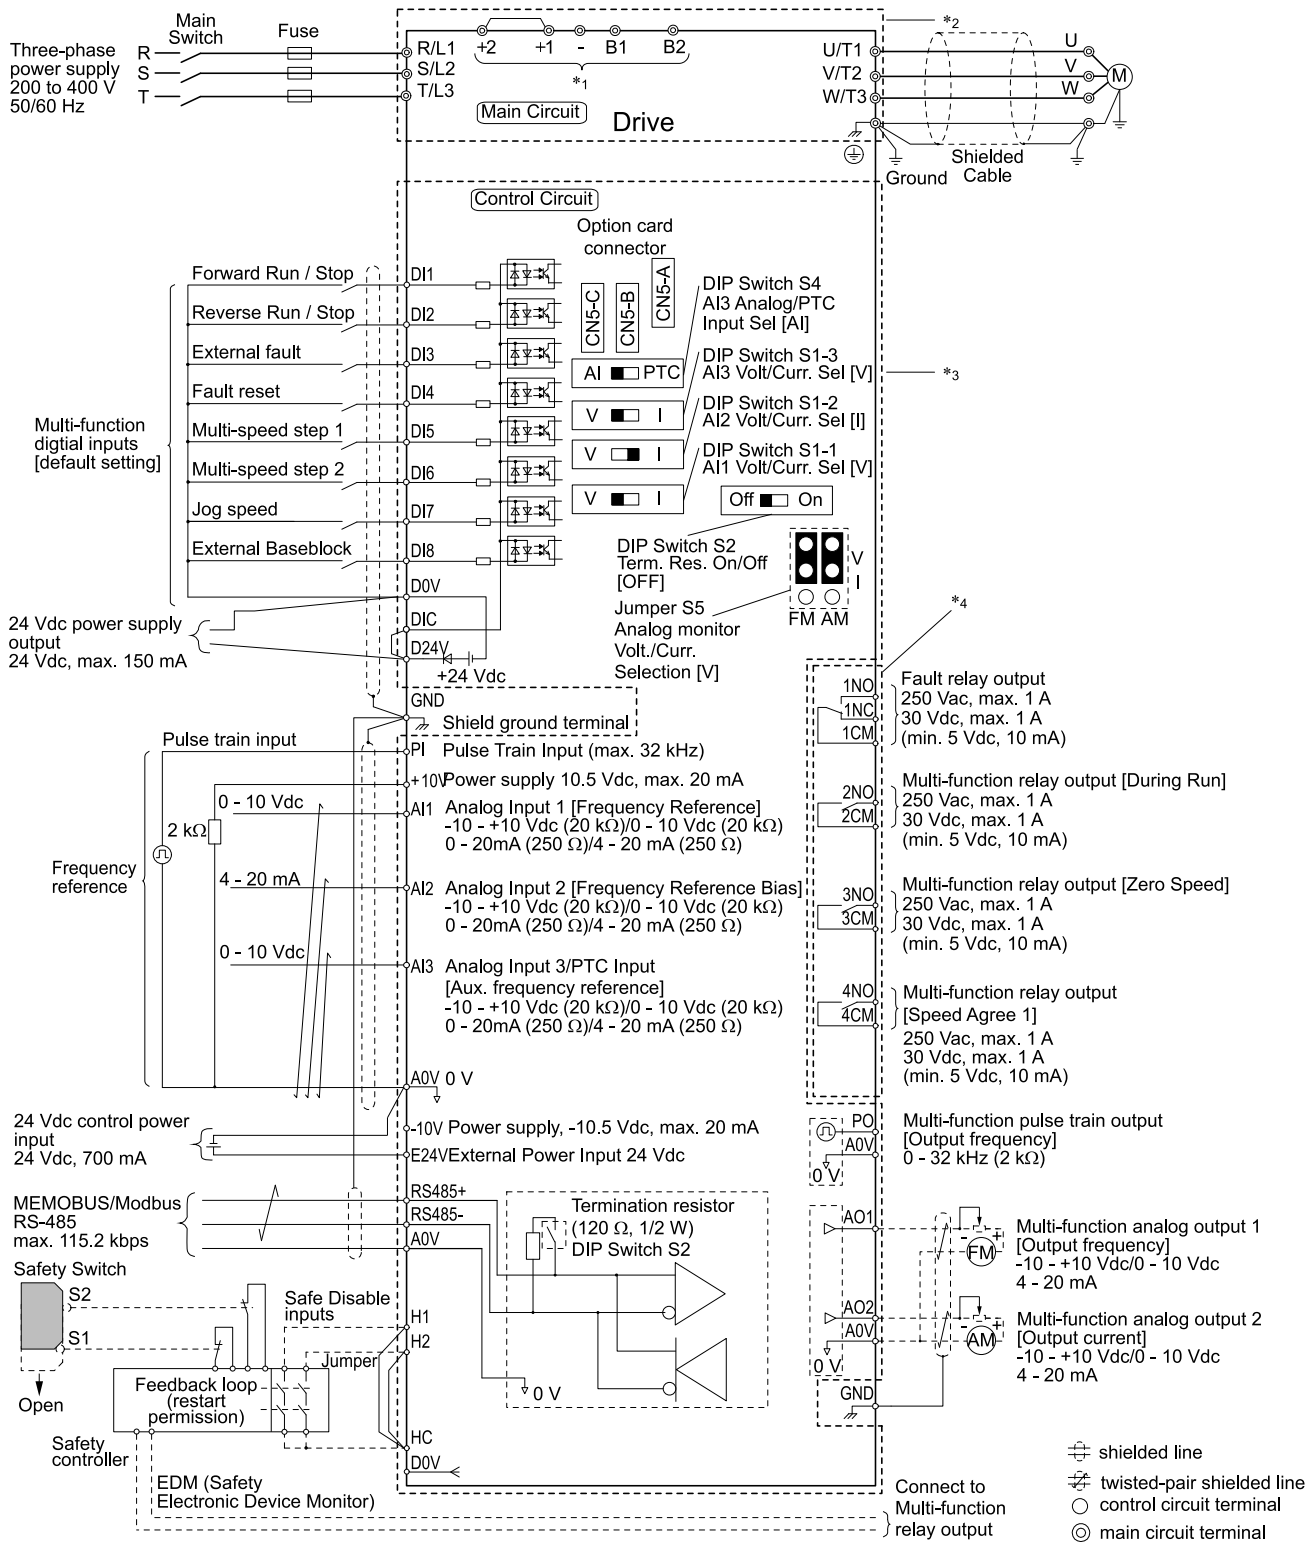 Three-phase
power supply
200 to 400 V
50/60 Hz
R
S
T
Main
Switch
Fuse
R/L1
S/L2
T/L3
+2
+1
-
B1
B2
*1
Main Circuit
Drive
U/T1
V/T2
W/T3
*2
U
V
W
M
Ground
Shielded
Cable
Control Circuit
Option card
connector
CN5-C
CN5-B
CN5-A
Multi-function
digtial inputs
[default setting]
Forward Run / Stop
DI1
Reverse Run / Stop
DI2
External fault
DI3
Fault reset
DI4
Multi-speed step 1
DI5
Multi-speed step 2
DI6
Jog speed
DI7
External Baseblock
DI8
D0V
DIC
D24V
+24 Vdc
24 Vdc power supply
output
24 Vdc, max. 150 mA
DIP Switch S4
AI3 Analog/PTC
Input Sel [AI]
AI PTC
DIP Switch S1-3
AI3 Volt/Curr. Sel [V]
V I
DIP Switch S1-2
AI2 Volt/Curr. Sel [I]
V I
DIP Switch S1-1
AI1 Volt/Curr. Sel [V]
V I
*3
Off On
DIP Switch S2
Term. Res. On/Off
[OFF]
Jumper S5
Analog monitor
Volt./Curr.
Selection [V]
V
I
FM AM
*4
GND
Shield ground terminal
Pulse train input
PI
Pulse Train Input (max. 32 kHz)
+10V
Power supply 10.5 Vdc, max. 20 mA
Frequency
reference
2 kΩ
0 - 10 Vdc
AI1
Analog Input 1 [Frequency Reference]
-10 - +10 Vdc (20 kΩ)/0 - 10 Vdc (20 kΩ)
0 - 20mA (250 Ω)/4 - 20 mA (250 Ω)
4 - 20 mA
AI2
Analog Input 2 [Frequency Reference Bias]
-10 - +10 Vdc (20 kΩ)/0 - 10 Vdc (20 kΩ)
0 - 20mA (250 Ω)/4 - 20 mA (250 Ω)
0 - 10 Vdc
AI3
Analog Input 3/PTC Input
[Aux. frequency reference]
-10 - +10 Vdc (20 kΩ)/0 - 10 Vdc (20 kΩ)
0 - 20mA (250 Ω)/4 - 20 mA (250 Ω)
A0V 0 V
24 Vdc control power
input
24 Vdc, 700 mA
-10V Power supply, -10.5 Vdc, max. 20 mA
E24V External Power Input 24 Vdc
1NO
1NC
1CM
Fault relay output
250 Vac, max. 1 A
30 Vdc, max. 1 A
(min. 5 Vdc, 10 mA)
2NO
2CM
Multi-function relay output [During Run]
250 Vac, max. 1 A
30 Vdc, max. 1 A
(min. 5 Vdc, 10 mA)
3NO
3CM
Multi-function relay output [Zero Speed]
250 Vac, max. 1 A
30 Vdc, max. 1 A
(min. 5 Vdc, 10 mA)
4NO
4CM
Multi-function relay output
[Speed Agree 1]
250 Vac, max. 1 A
30 Vdc, max. 1 A
(min. 5 Vdc, 10 mA)
PO
A0V
0 V
Multi-function pulse train output
[Output frequency]
0 - 32 kHz (2 kΩ)
MEMOBUS/Modbus
RS-485
max. 115.2 kbps
RS485+
RS485-
A0V
Termination resistor
(120 Ω, 1/2 W)
DIP Switch S2
0 V
AO1
- +
FM
Multi-function analog output 1
[Output frequency]
-10 - +10 Vdc/0 - 10 Vdc
4 - 20 mA
AO2
A0V
0 V
- +
AM
Multi-function analog output 2
[Output current]
-10 - +10 Vdc/0 - 10 Vdc
4 - 20 mA
GND
Safety Switch
S2
S1
Open
Safe Disable
inputs
H1
H2
Jumper
Feedback loop
(restart
permission)
Safety
controller
HC
D0V
EDM (Safety
Electronic Device Monitor)
Connect to
Multi-function
relay output
shielded line
twisted-pair shielded line
control circuit terminal
main circuit terminal